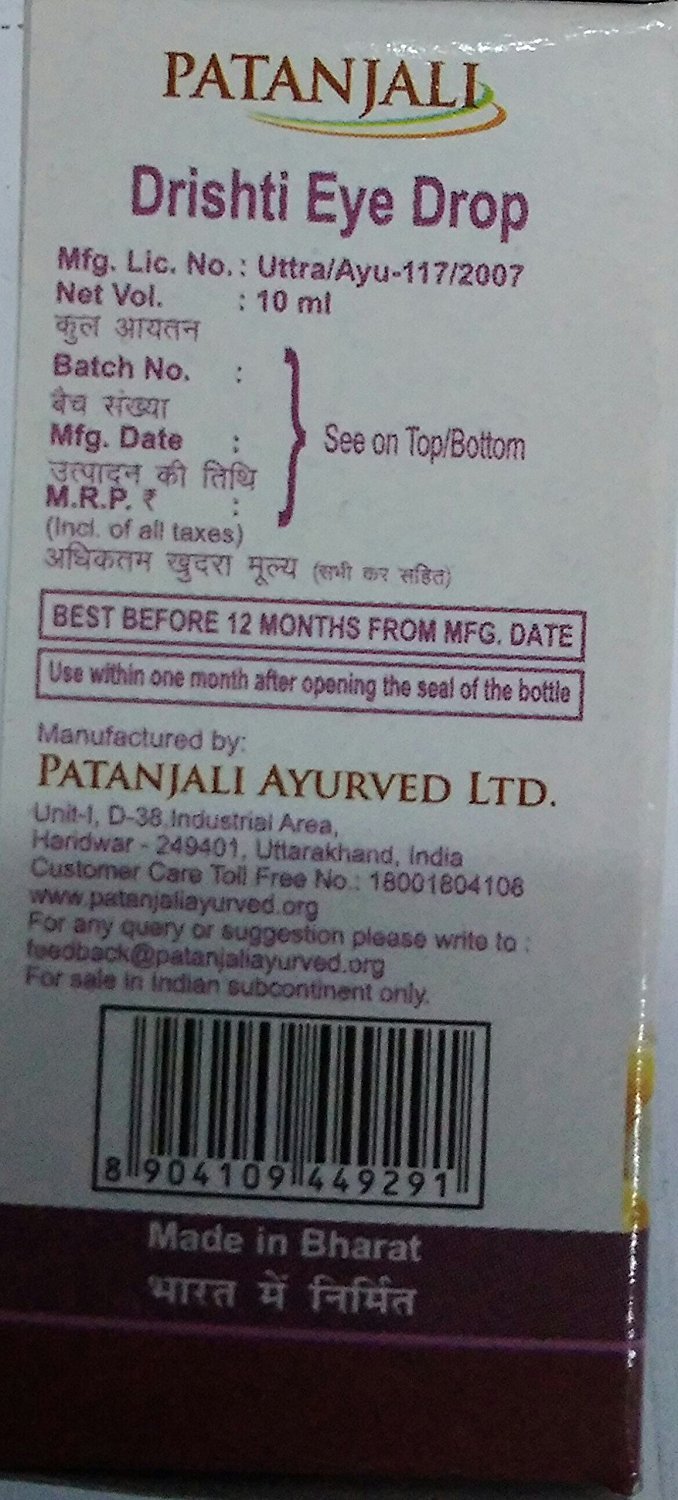 PATANJALI
Drishti Eye Drop
Mfg. Lic. No. : Uttra/Ayu-117/2007
Net Vol. : 10 ml
कुल आयतन
Batch No. :
बैच संख्या
Mfg. Date :
See on Top/Bottom
उत्पादन की तिथि
M.R.P. ₹ :
(Incl. of all taxes)
अधिकतम खुदरा मूल्य (सभी कर सहित)
BEST BEFORE 12 MONTHS FROM MFG. DATE
Use within one month after opening the seal of the bottle
Manufactured by:
PATANJALI AYURVED LTD.
Unit-I, D-38,Industrial Area,
Haridwar - 249401, Uttarakhand, India
Customer Care Toll Free No.: 18001804108
www.patanjaliayurved.org
For any query or suggestion please write to :
feedback@patanjaliayurved.org
For sale in Indian subcontinent only.
8 904109 449291
Made in Bharat
भारत में निर्मित